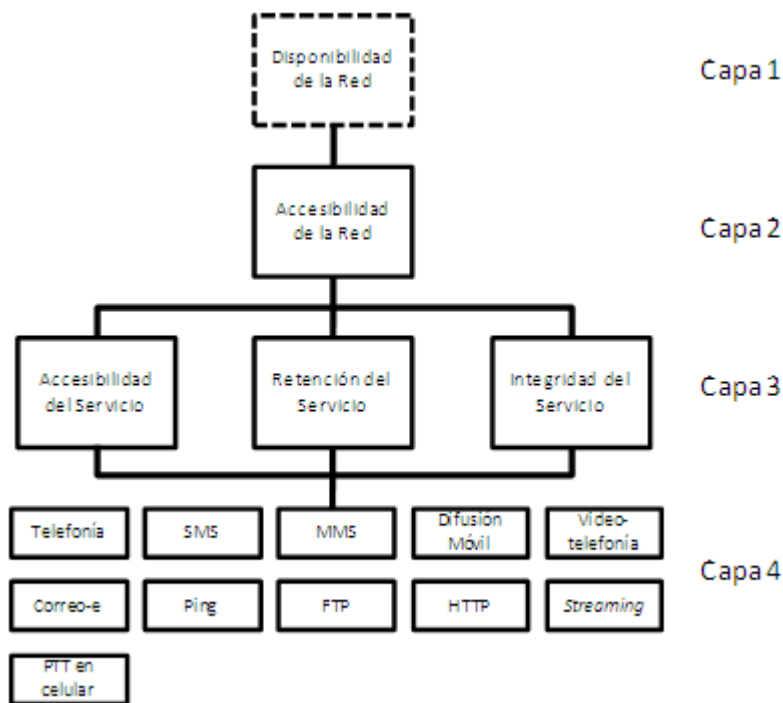 Disponibilidad
de la Red
Capa 1
Accesibilidad
de la Red
Capa 2
Accesibilidad
del Servicio
Retención del
Servicio
Integridad del
Servicio
Capa 3
Telefonía
SMS
MMS
Difusión
Móvil
Vídeo-
telefonía
Capa 4
Correo-e
Ping
FTP
HTTP
Streaming
PTT en
celular